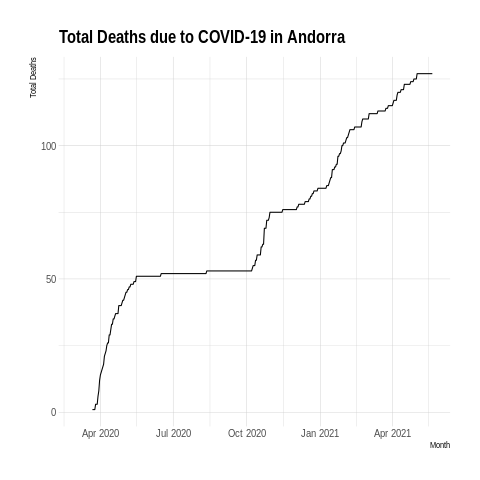 Total Deaths due to COVID-19 in Andorra
Total Deaths
100
50
0
Apr 2020 Jul 2020 Oct 2020 Jan 2021 Apr 2021
Month